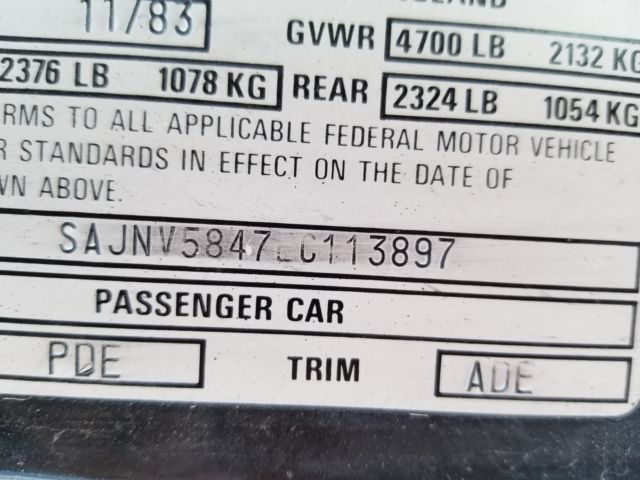 11/83 GVWR 4700 LB 2132 KG
2376 LB 1078 KG REAR 2324 LB 1054 KG
RMS TO ALL APPLICABLE FEDERAL MOTOR VEHICLE
R STANDARDS IN EFFECT ON THE DATE OF
WN ABOVE.
SAJNV5847EC113897
PASSENGER CAR
PDE TRIM ADE